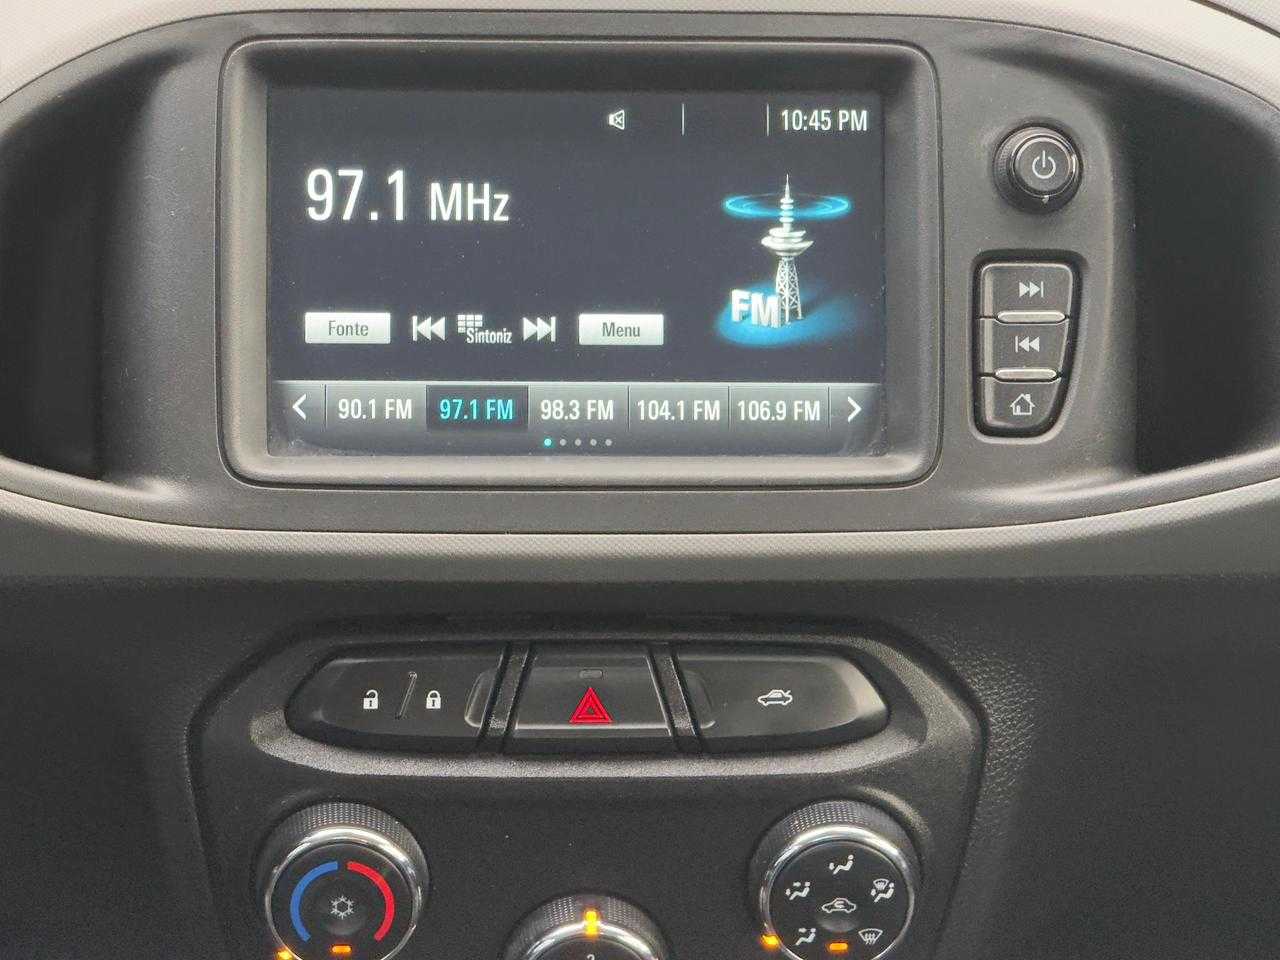 10:45 PM
97.1 MHz
FM
Fonte
Sintoniz
Menu
90.1 FM 97.1 FM 98.3 FM 104.1 FM 106.9 FM